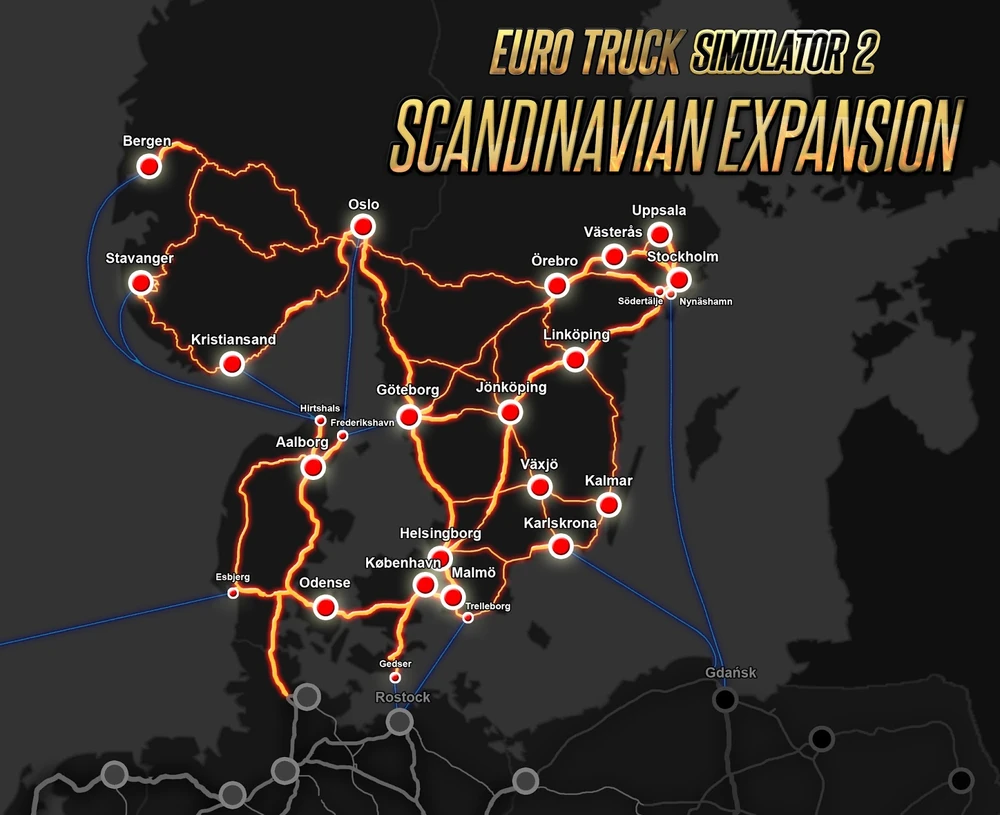 EURO TRUCK SIMULATOR 2
SCANDINAVIAN EXPANSION
Bergen
Oslo
Uppsala
Västerås
Stockholm
Stavanger
Örebro
Södertälje
Nynäshamn
Kristiansand
Linköping
Göteborg
Jönköping
Hirtshals
Frederikshavn
Aalborg
Växjö
Kalmar
Karlskrona
Helsingborg
København
Malmö
Esbjerg
Odense
Trelleborg
Gedser
Gdańsk
Rostock